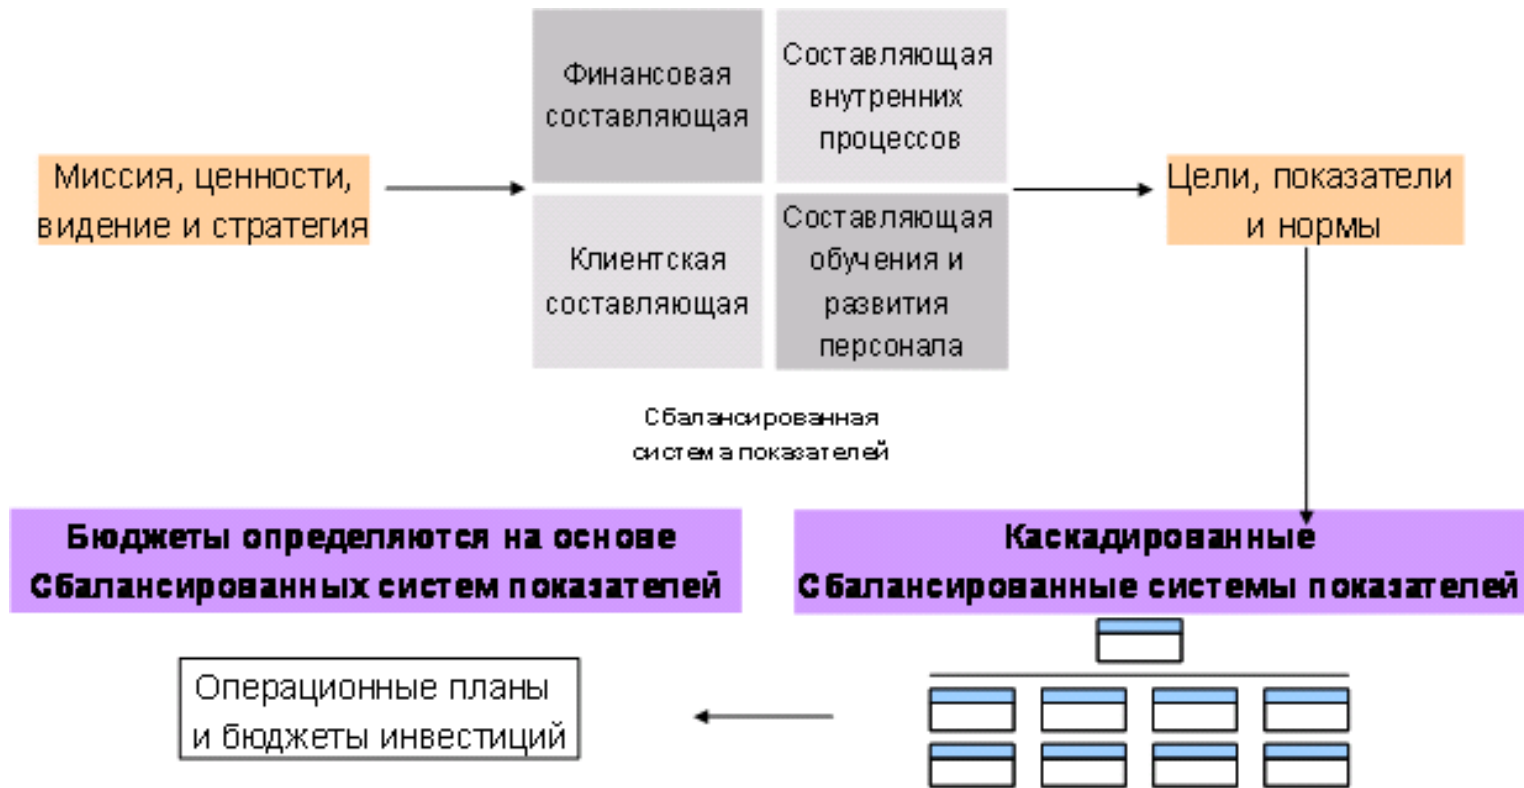 Финансовая
составляющая
Составляющая
внутренних
процессов
Миссия, ценности,
видение и стратегия
Цели, показатели
и нормы
Клиентская
составляющая
Составляющая
обучения и
развития
персонала
Сбалансированная
система показателей
Бюджеты определяются на основе
Сбалансированных систем показателей
Каскадированные
Сбалансированные системы показателей
Операционные планы
и бюджеты инвестиций